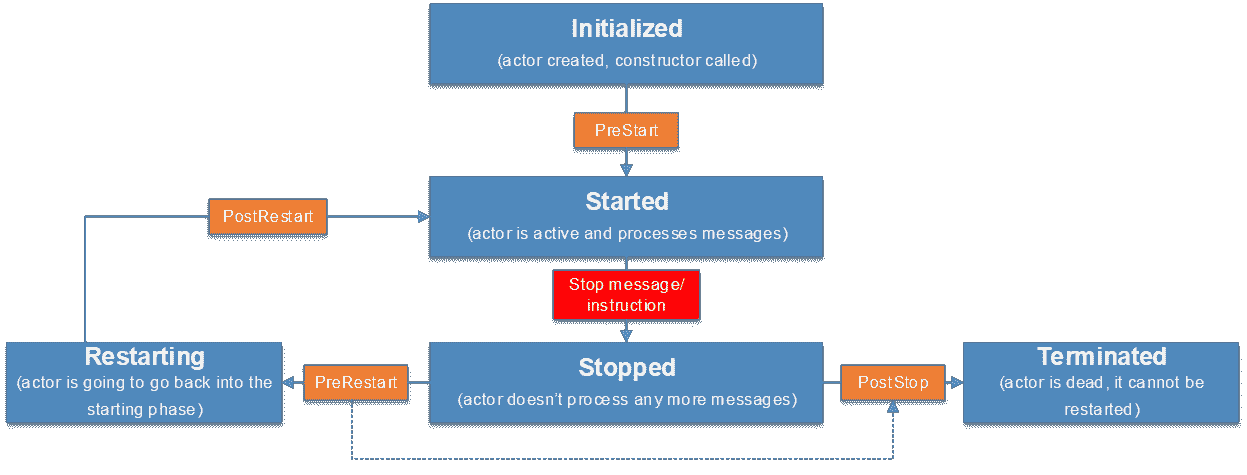 Initialized
(actor created, constructor called)
PreStart
Started
(actor is active and processes messages)
PostRestart
Stop message/
instruction
Restarting
(actor is going to go back into the
starting phase)
PreRestart
Stopped
(actor doesn’t process any more messages)
PostStop
Terminated
(actor is dead, it cannot be
restarted)